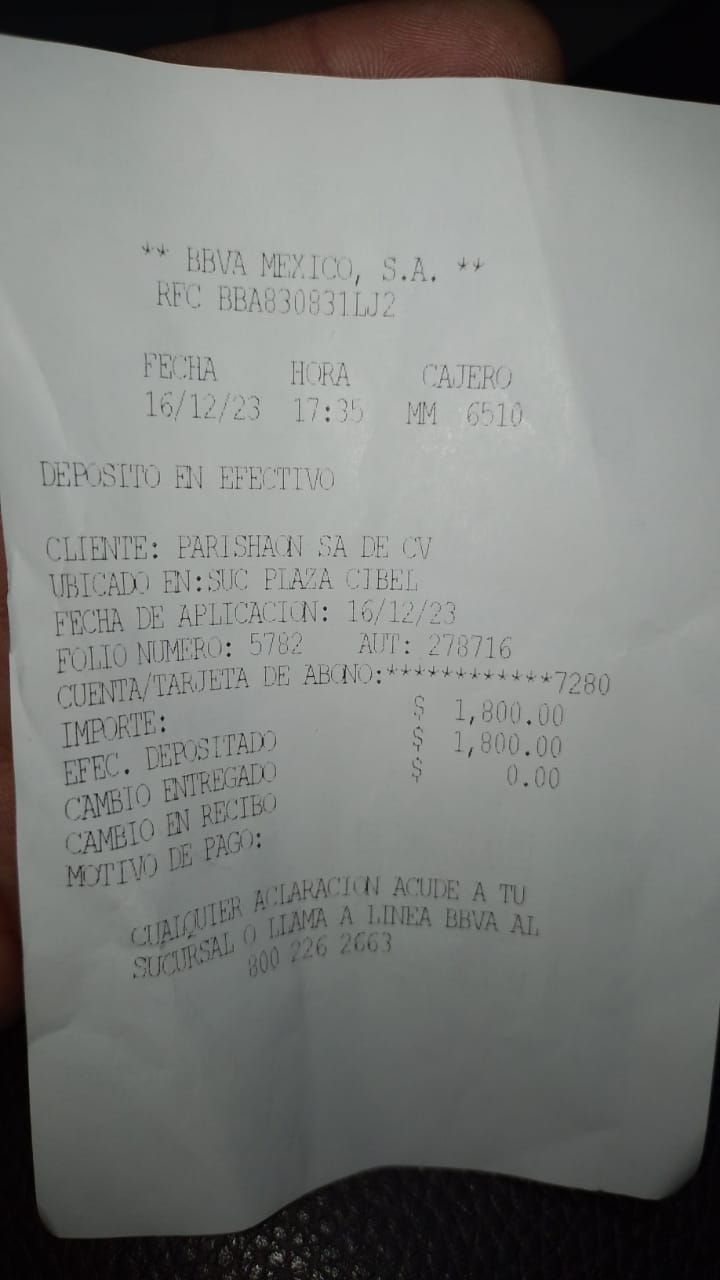 ** BBVA MEXICO, S.A. **
RFC BBA830831LJ2
FECHA HORA CAJERO
16/12/23 17:35 MM 6510
DEPOSITO EN EFECTIVO
CLIENTE: PARISHAON SA DE CV
UBICADO EN:SUC PLAZA CIBEL
FECHA DE APLICACION: 16/12/23
FOLIO NUMERO: 5782 AUT: 278716
CUENTA/TARJETA DE ABONO:************7280
IMPORTE: $ 1,800.00
EFEC. DEPOSITADO $ 1,800.00
CAMBIO ENTREGADO $ 0.00
CAMBIO EN RECIBO
MOTIVO DE PAGO:
CUALQUIER ACLARACION ACUDE A TU
SUCURSAL O LLAMA A LINEA BBVA AL
800 226 2663